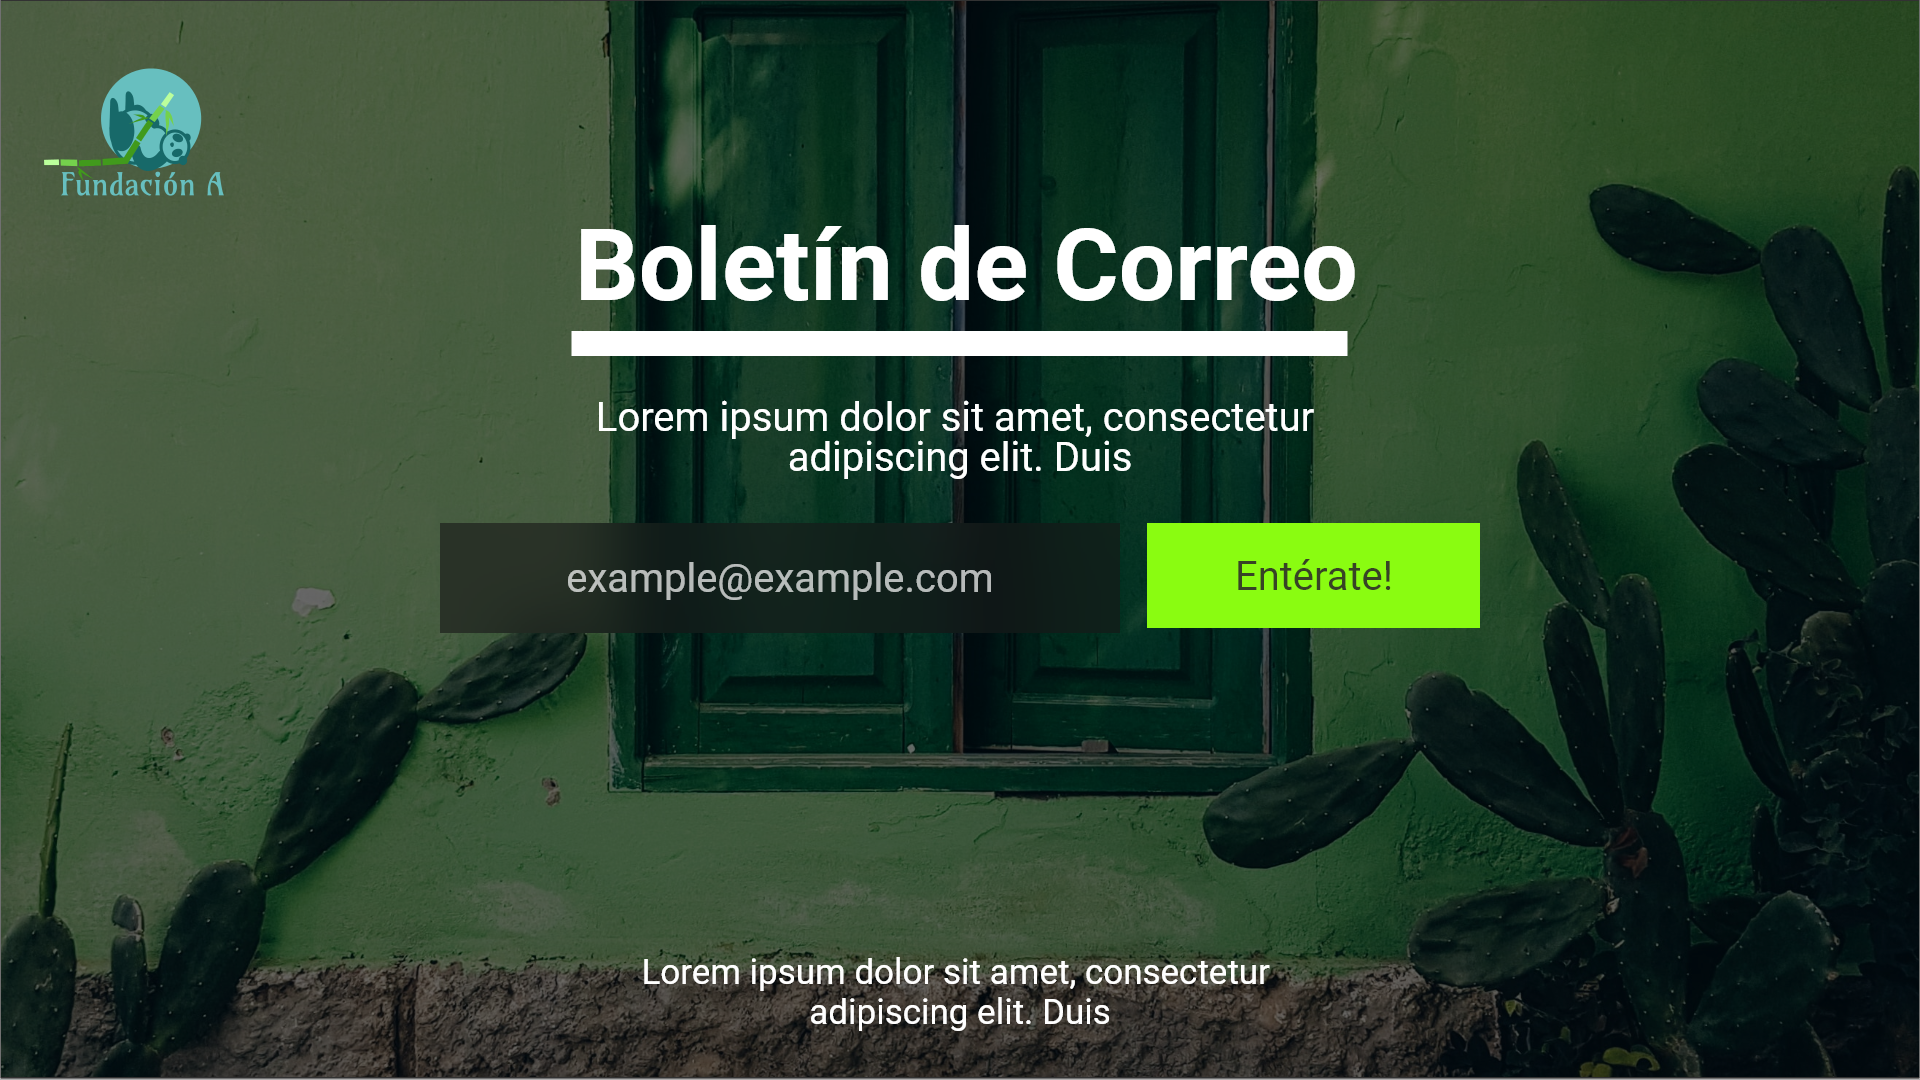 Fundación A
Boletín de Correo
Lorem ipsum dolor sit amet, consectetur
adipiscing elit. Duis
example@example.com
Entérate!
Lorem ipsum dolor sit amet, consectetur
adipiscing elit. Duis